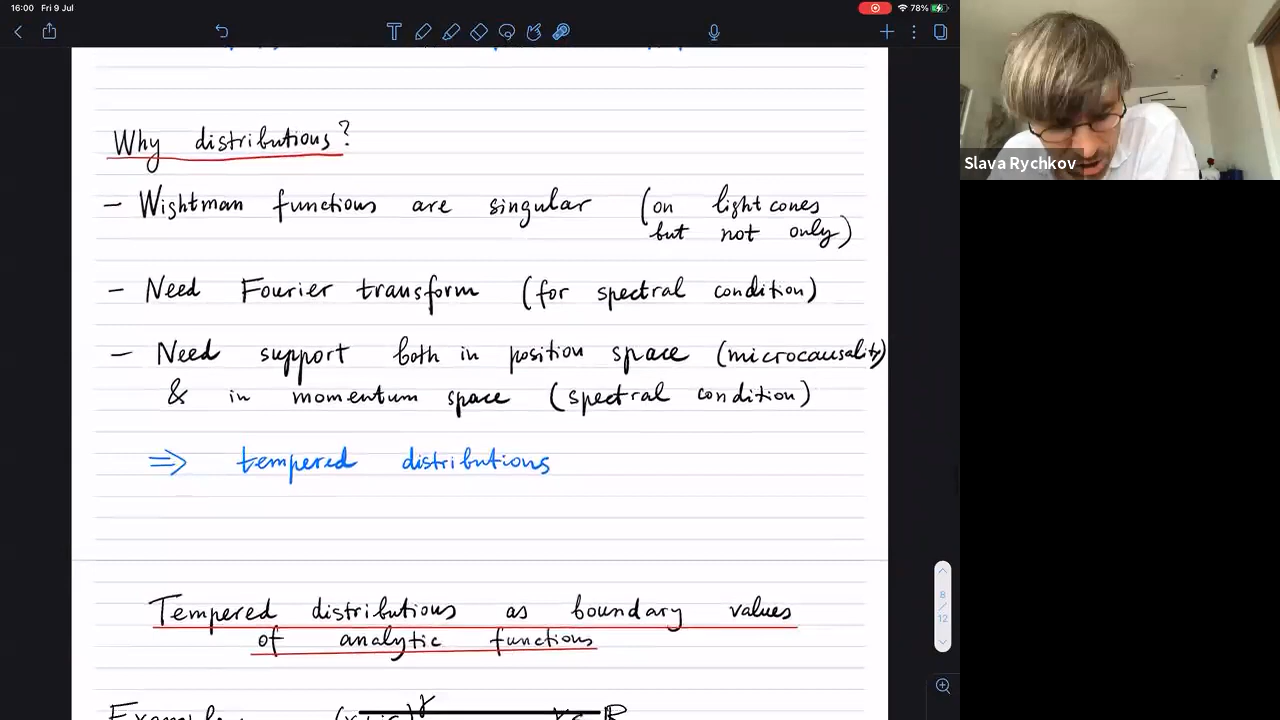 16:00 Fri 9 Jul
78%
Why distributions?
– Wightman functions are singular (on light cones
but not only)
– Need Fourier transform (for spectral condition)
– Need support both in position space (microcausality)
& in momentum space (spectral condition)
⇒ tempered distributions
Tempered distributions as boundary values
of analytic functions
8
/
12
Slava Rychkov